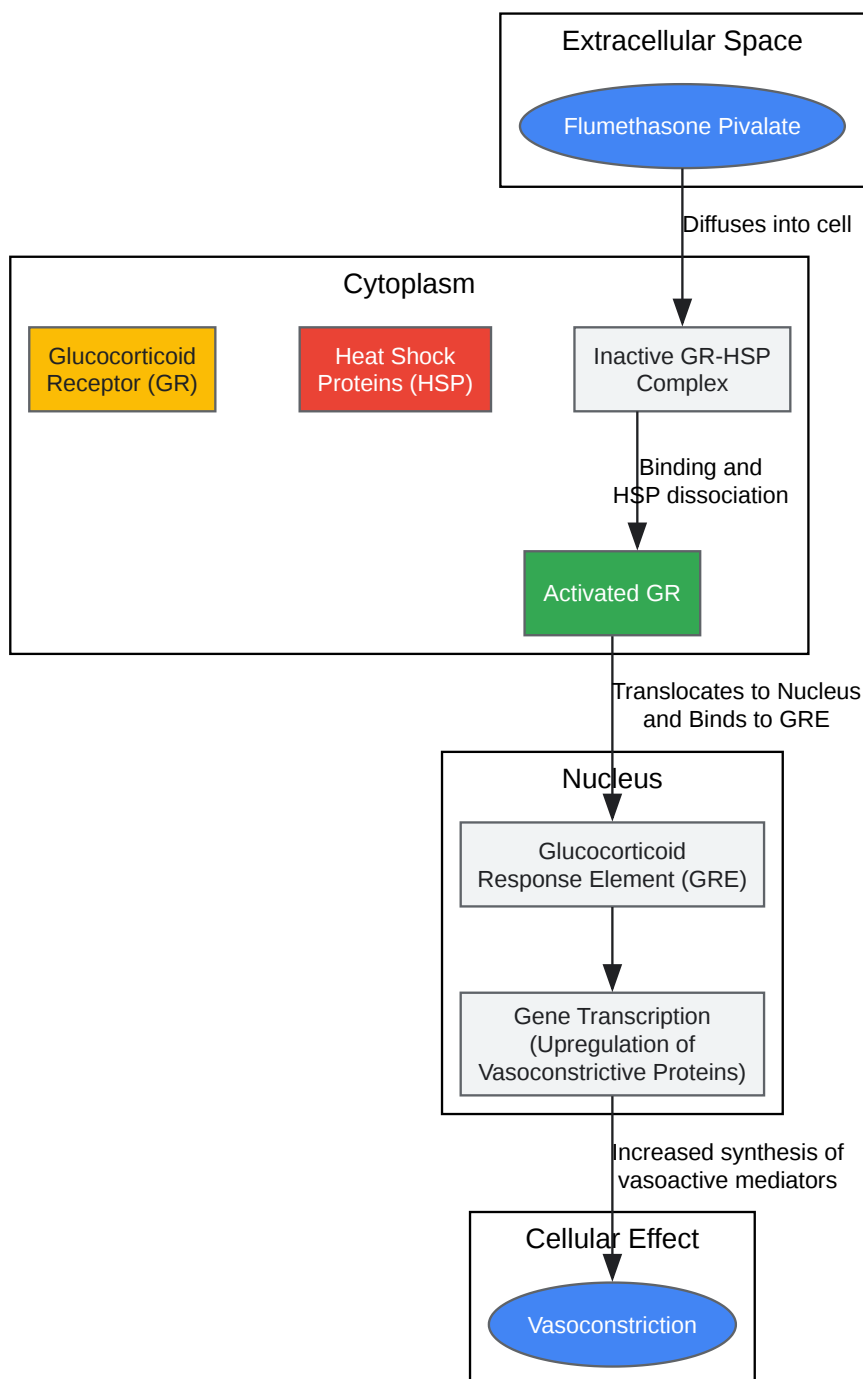 Extracellular Space
Flumethasone Pivalate
Diffuses into cell
Cytoplasm
Glucocorticoid
Receptor (GR)
Heat Shock
Proteins (HSP)
Inactive GR-HSP
Complex
Binding and
HSP dissociation
Activated GR
Translocates to Nucleus
and Binds to GRE
Nucleus
Glucocorticoid
Response Element (GRE)
Gene Transcription
(Upregulation of
Vasoconstrictive Proteins)
Increased synthesis of
vasoactive mediators
Cellular Effect
Vasoconstriction